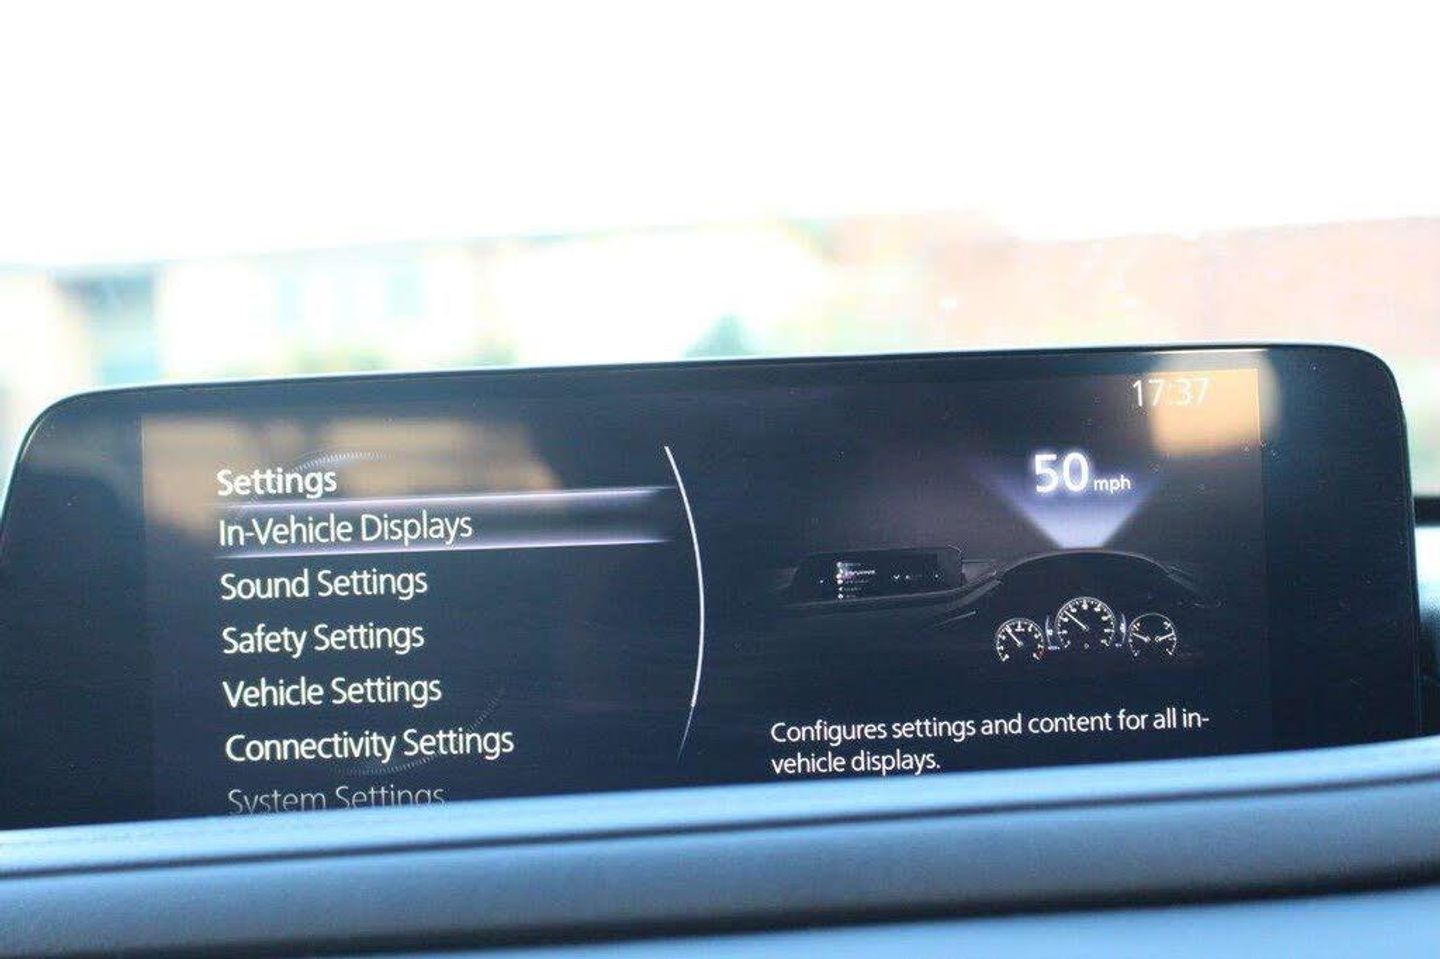 17:37
Settings
In-Vehicle Displays
Sound Settings
Safety Settings
Vehicle Settings
Connectivity Settings
System Settings
50 mph
Configures settings and content for all in-
vehicle displays.